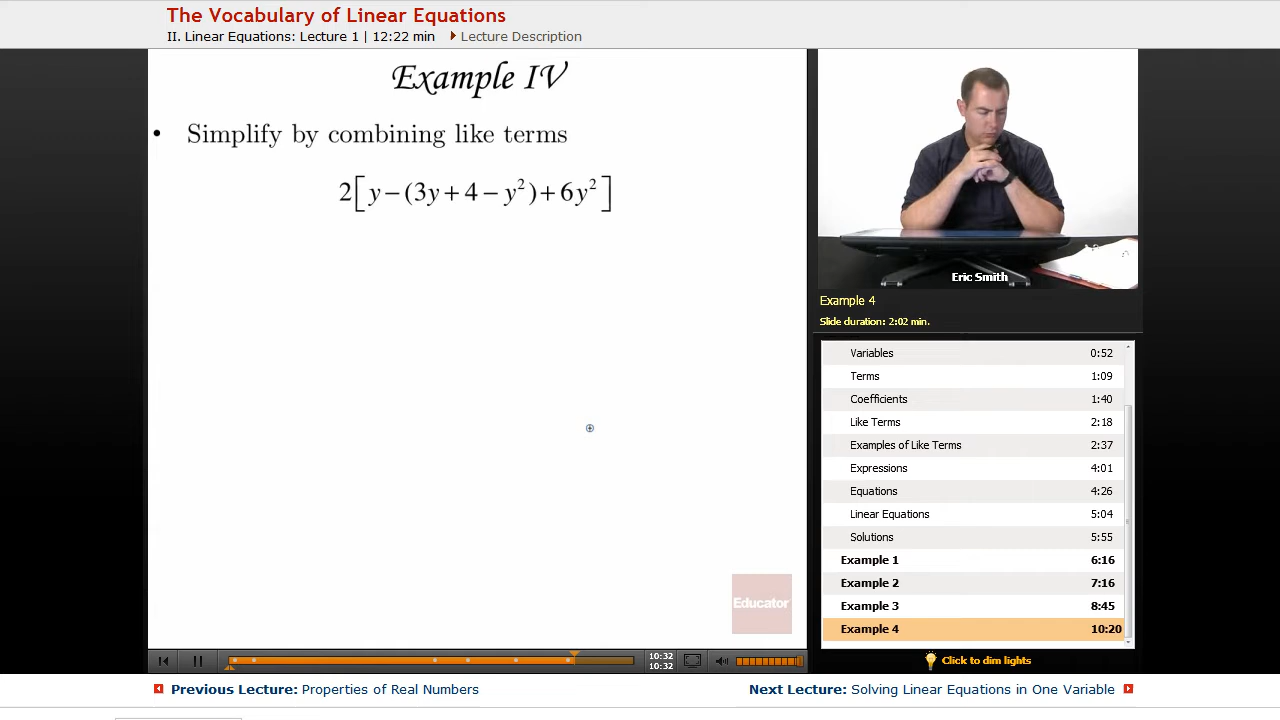 The Vocabulary of Linear Equations
II. Linear Equations: Lecture 1 | 12:22 min Lecture Description
Example IV
• Simplify by combining like terms
2[y−(3y+4−y²)+6y²]
Educator
Eric Smith
Example 4
Slide duration: 2:02 min.
Variables 0:52
Terms 1:09
Coefficients 1:40
Like Terms 2:18
Examples of Like Terms 2:37
Expressions 4:01
Equations 4:26
Linear Equations 5:04
Solutions 5:55
Example 1 6:16
Example 2 7:16
Example 3 8:45
Example 4 10:20
10:32
10:32
Click to dim lights
Previous Lecture: Properties of Real Numbers
Next Lecture: Solving Linear Equations in One Variable